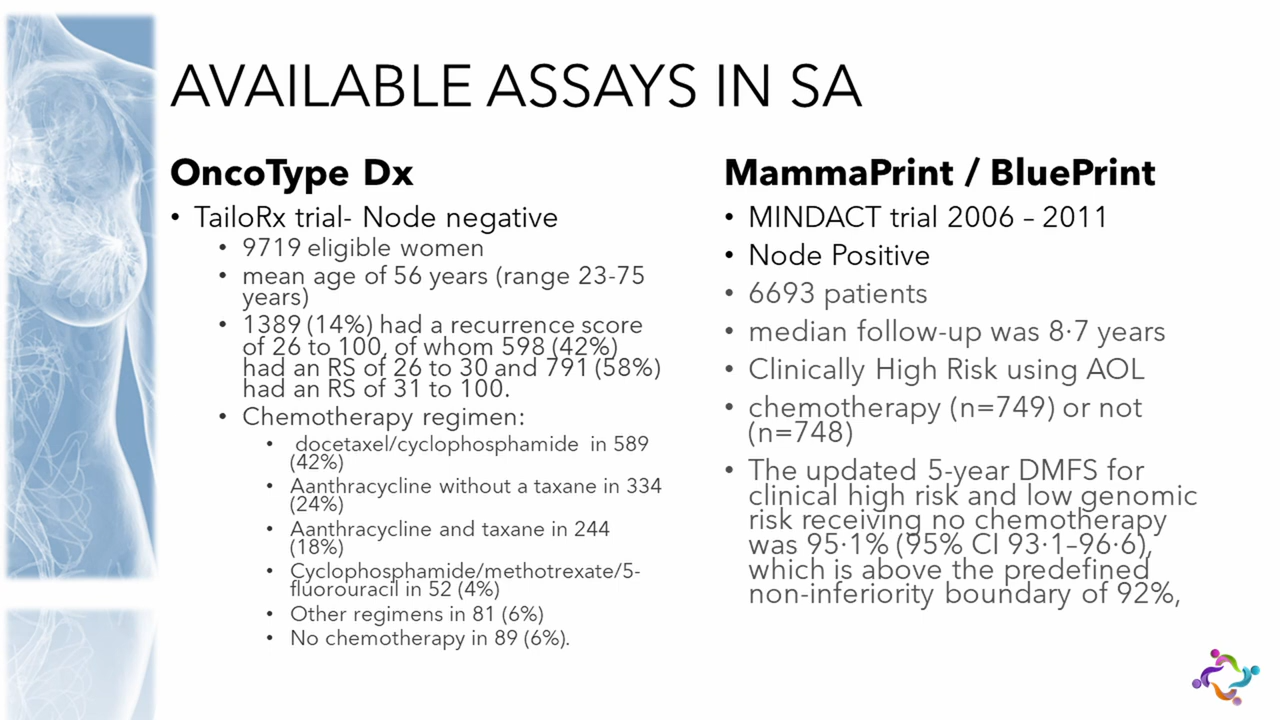 AVAILABLE ASSAYS IN SA
OncoType Dx
• TailoRx trial- Node negative
• 9719 eligible women
• mean age of 56 years (range 23-75
years)
• 1389 (14%) had a recurrence score
of 26 to 100, of whom 598 (42%)
had an RS of 26 to 30 and 791 (58%)
had an RS of 31 to 100.
• Chemotherapy regimen:
• docetaxel/cyclophosphamide in 589
(42%)
• Aanthracycline without a taxane in 334
(24%)
• Aanthracycline and taxane in 244
(18%)
• Cyclophosphamide/methotrexate/5-
fluorouracil in 52 (4%)
• Other regimens in 81 (6%)
• No chemotherapy in 89 (6%).
MammaPrint / BluePrint
• MINDACT trial 2006 – 2011
• Node Positive
• 6693 patients
• median follow-up was 8·7 years
• Clinically High Risk using AOL
• chemotherapy (n=749) or not
(n=748)
• The updated 5-year DMFS for
clinical high risk and low genomic
risk receiving no chemotherapy
was 95·1% (95% CI 93·1–96·6),
which is above the predefined
non-inferiority boundary of 92%,